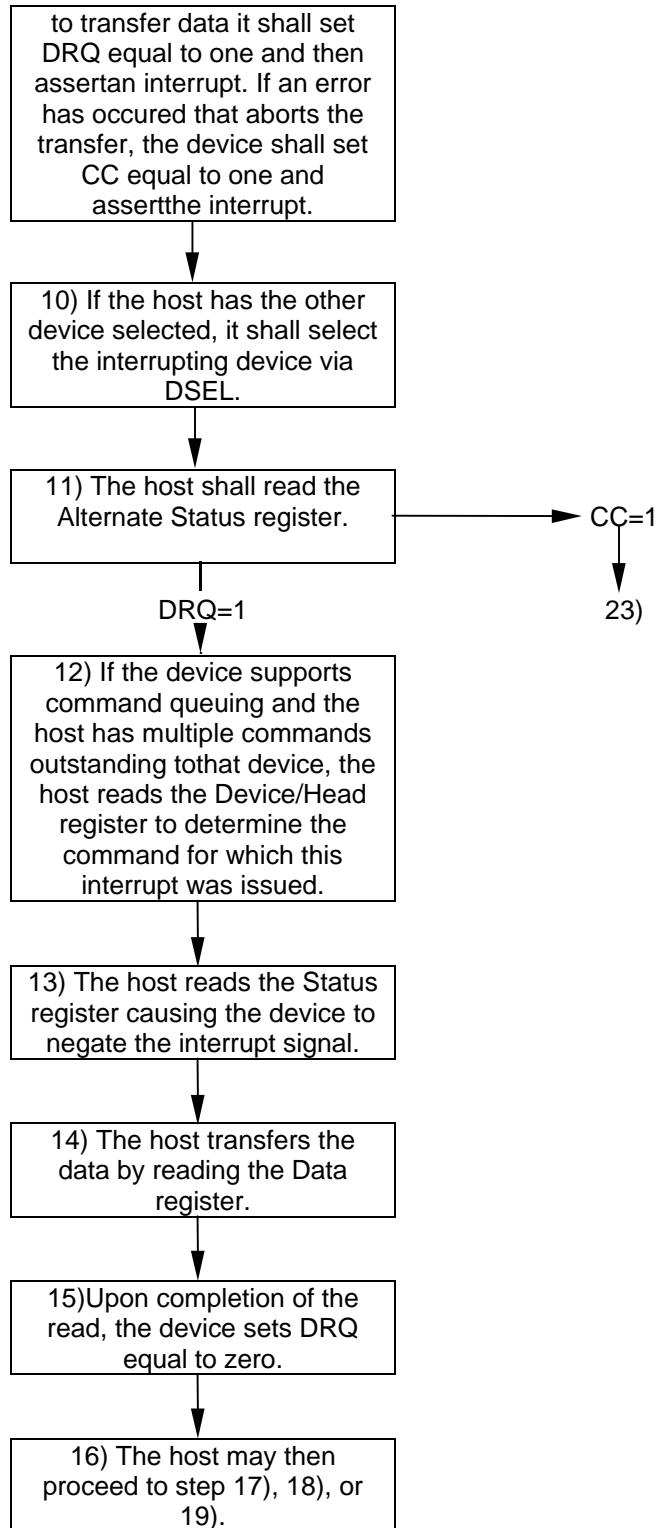 to transfer data it shall set
DRQ equal to one and then
assertan interrupt. If an error
has occured that aborts the
transfer, the device shall set
CC equal to one and
assertthe interrupt.
10) If the host has the other
device selected, it shall select
the interrupting device via
DSEL.
11) The host shall read the
Alternate Status register.
CC=1
DRQ=1
23)
12) If the device supports
command queuing and the
host has multiple commands
outstanding tothat device, the
host reads the Device/Head
register to determine the
command for which this
interrupt was issued.
13) The host reads the Status
register causing the device to
negate the interrupt signal.
14) The host transfers the
data by reading the Data
register.
15)Upon completion of the
read, the device sets DRQ
equal to zero.
16) The host may then
proceed to step 17), 18), or
19).